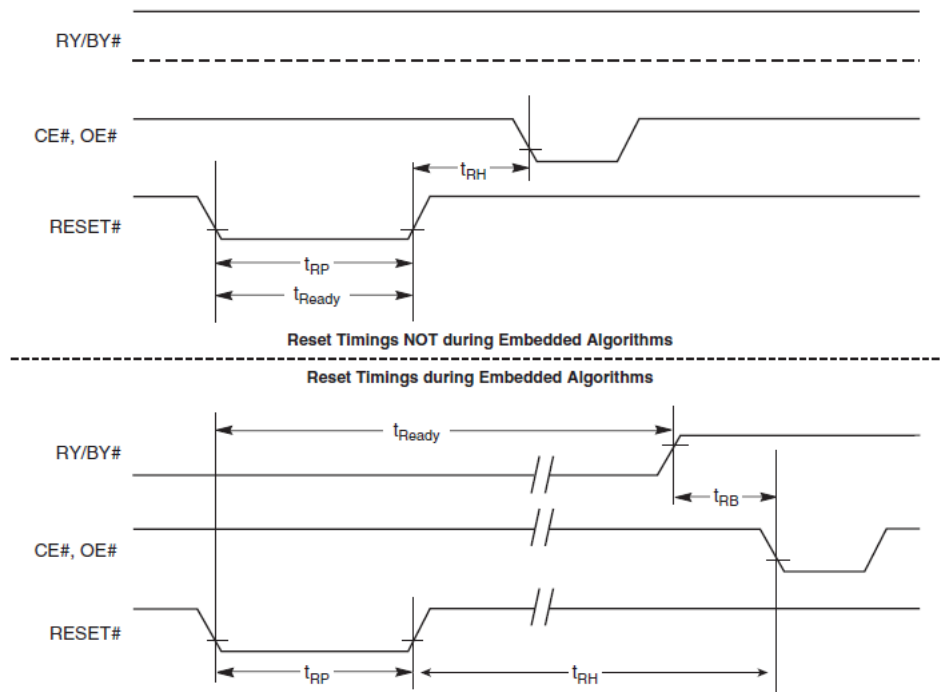 RY/BY#
CE#, OE#
tRH
RESET#
tRP
tReady
Reset Timings NOT during Embedded Algorithms
Reset Timings during Embedded Algorithms
tReady
RY/BY#
tRB
CE#, OE#
RESET#
tRP
tRH